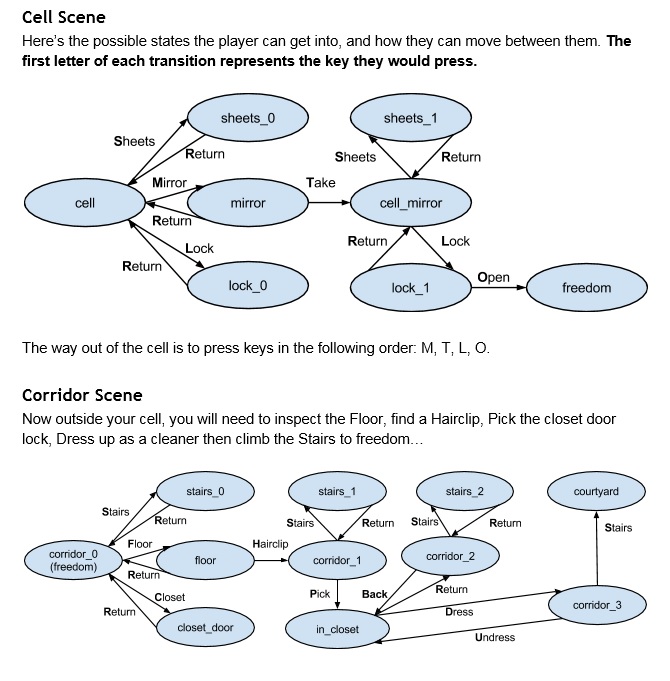 Cell Scene
Here's the possible states the player can get into, and how they can move between them. The
first letter of each transition represents the key they would press.
sheets_0
sheets_1
Sheets
Return
Sheets
Return
Mirror
Take
cell
mirror
cell_mirror
Return
Lock
Return
Lock
Return
Open
lock_0
lock_1
freedom
The way out of the cell is to press keys in the following order: M, T, L, O.
Corridor Scene
Now outside your cell, you will need to inspect the Floor, find a Hairclip, Pick the closet door
lock, Dress up as a cleaner then climb the Stairs to freedom…
stairs_0
stairs_1
stairs_2
courtyard
Stairs
Return
Stairs
Return
Stairs
Return
Stairs
Floor
Hairclip
corridor_0
(freedom)
floor
corridor_1
corridor_2
Return
Closet
Pick
Back
Return
Return
Dress
corridor_3
closet_door
in_closet
Undress